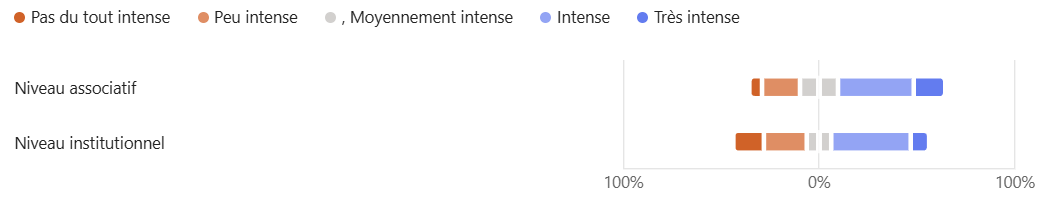 Pas du tout intense Peu intense , Moyennement intense Intense Très intense
Niveau associatif
Niveau institutionnel
100% 0% 100%